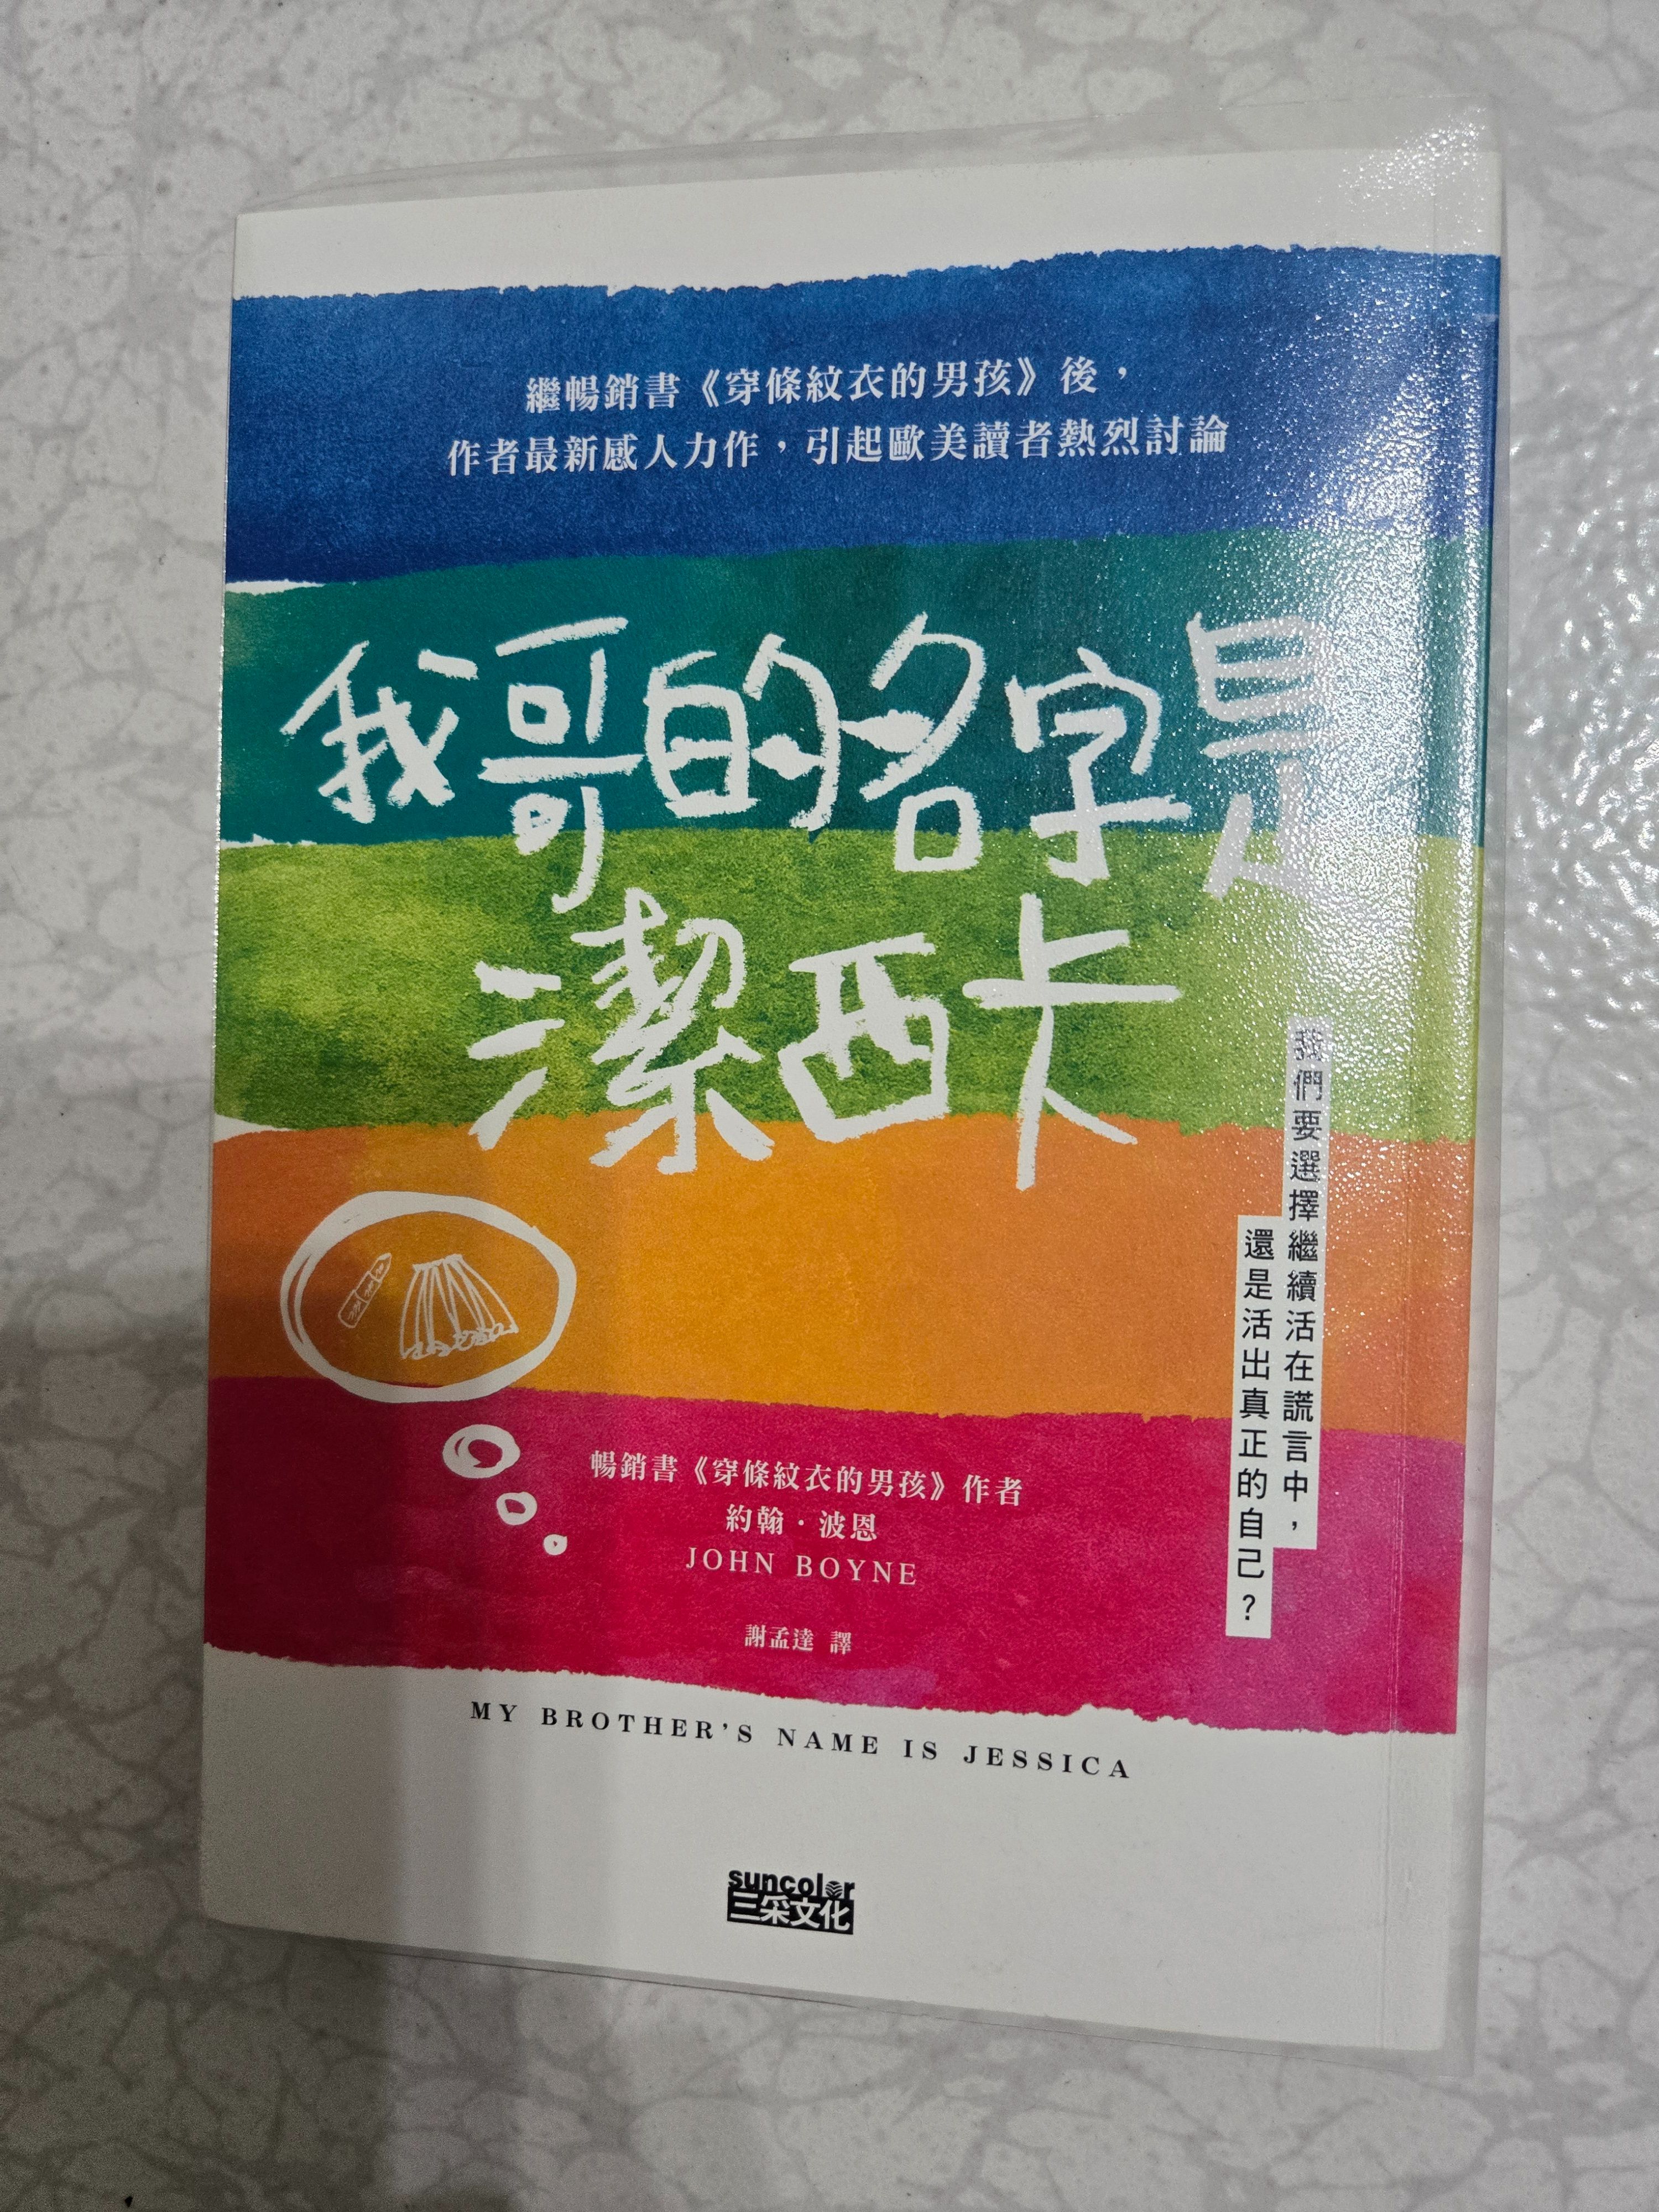 繼暢銷書《穿條紋衣的男孩》後，
作者最新感人力作，引起歐美讀者熱烈討論
我哥的名字是
潔西卡
我們要選擇繼續活在謊言中，
還是活出真正的自己？
暢銷書《穿條紋衣的男孩》作者
約翰．波恩
JOHN BOYNE
謝孟達 譯
MY BROTHER'S NAME IS JESSICA
suncolor
三采文化